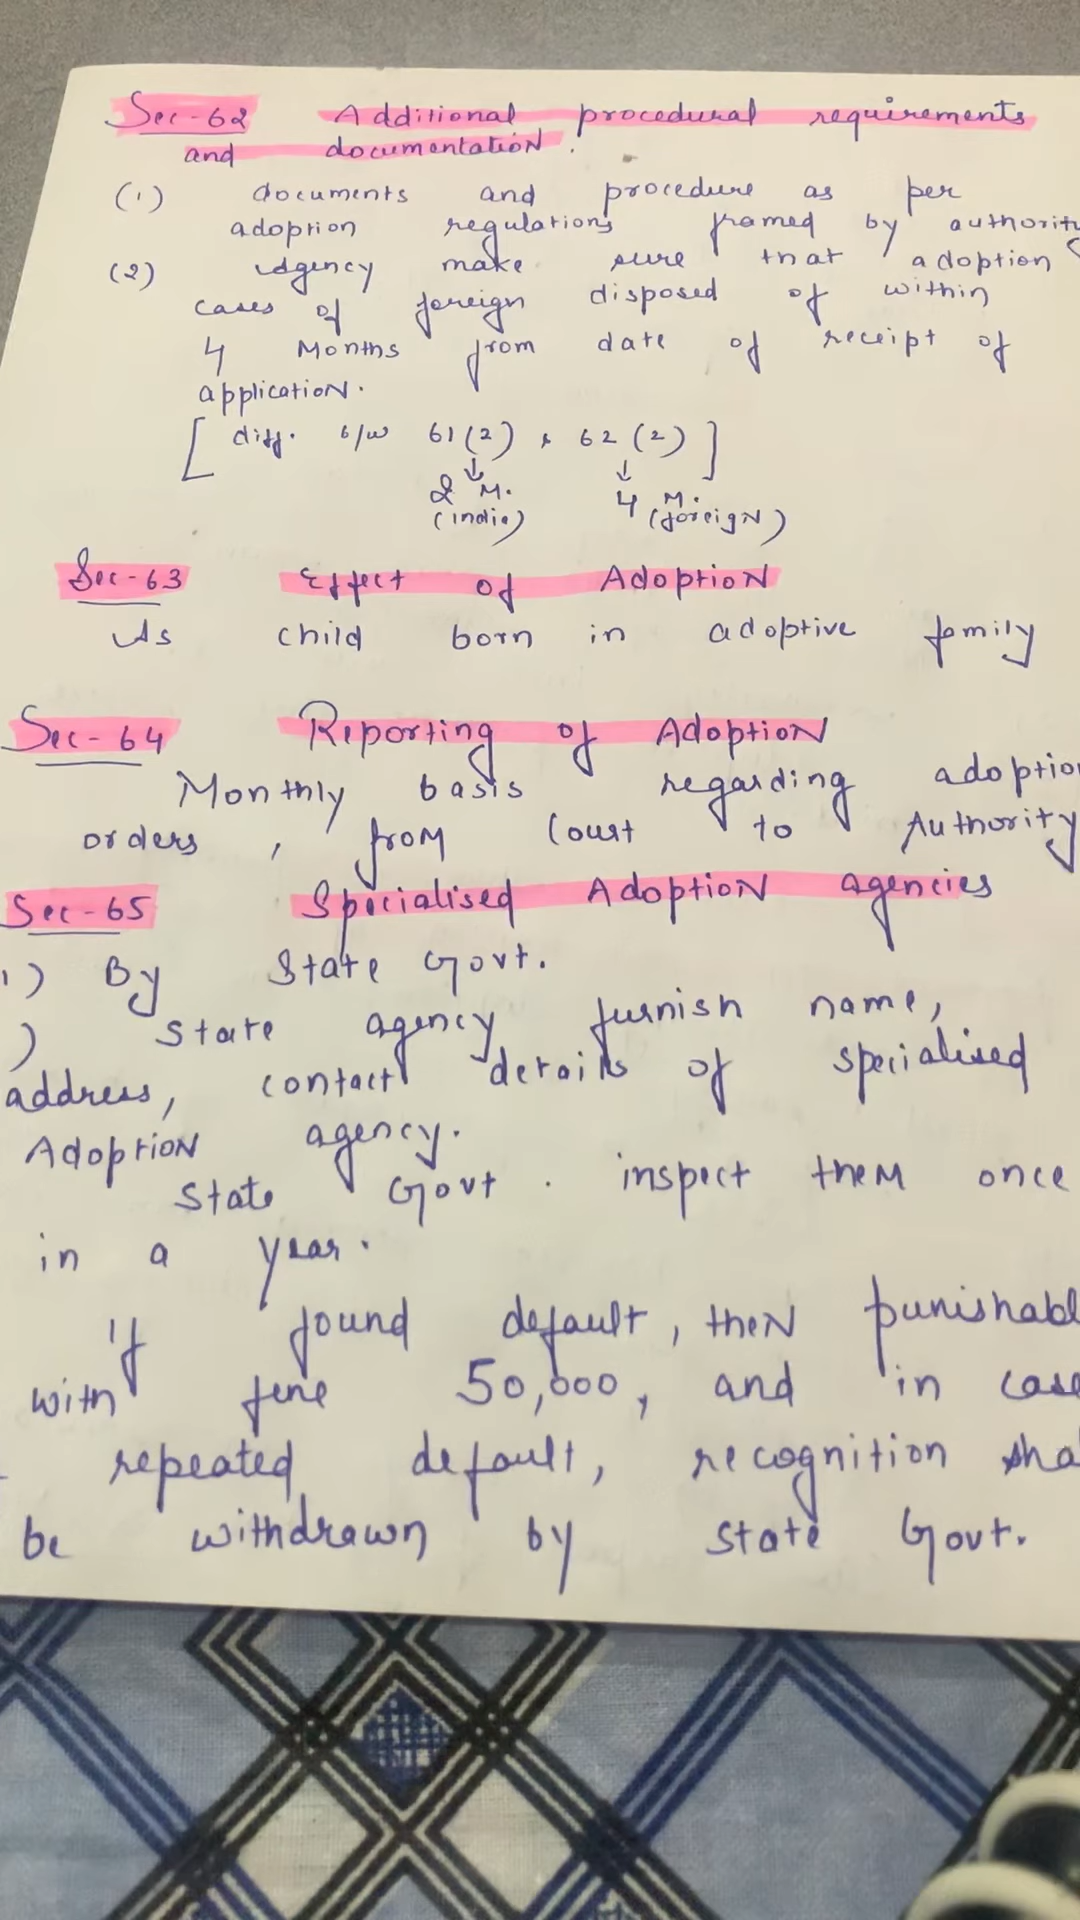 Sec-62 Additional procedural requirements
and documentation.
(1) documents and procedure as per
adoption regulations framed by authority
(2) Agency make sure that adoption
cases of foreign disposed of within
4 Months from date of receipt of
application.
[ diff. b/w 61(2) & 62(2) ]
↓ ↓
2 M. 4 M.
(india) (foreign)
Sec-63 Effect of Adoption
As child born in adoptive family
Sec-64 Reporting of Adoption
Monthly basis regarding adoption
orders, from Court to Authority
Sec-65 Specialised Adoption agencies
1) By State Govt.
) State agency furnish name,
address, contact details of specialised
Adoption agency.
State Govt. inspect them once
in a year.
if found default, then punishabl
with fine 50,000, and in case
repeated default, recognition sha
be withdrawn by State Govt.